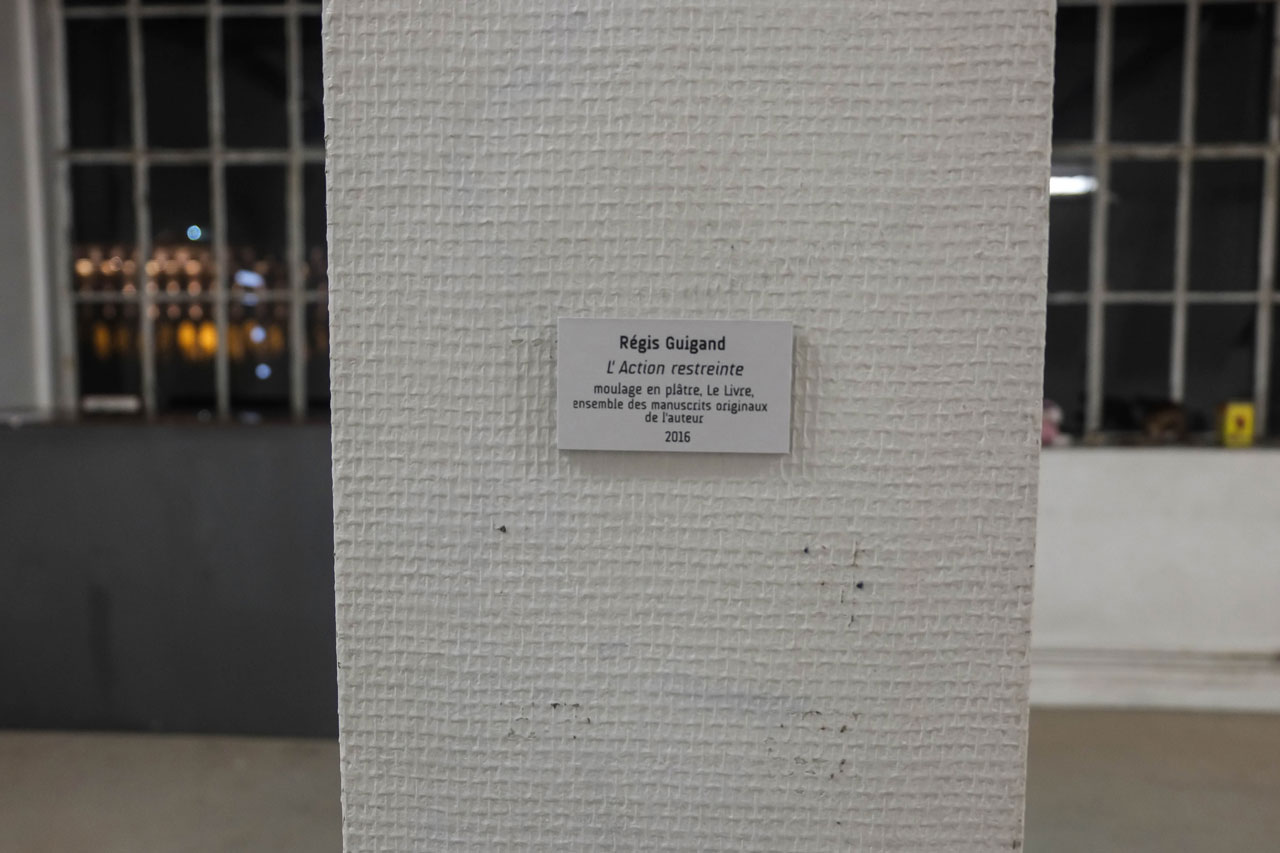 Régis Guigand
L'Action restreinte
moulage en plâtre, Le Livre,
ensemble des manuscrits originaux
de l'auteur
2016